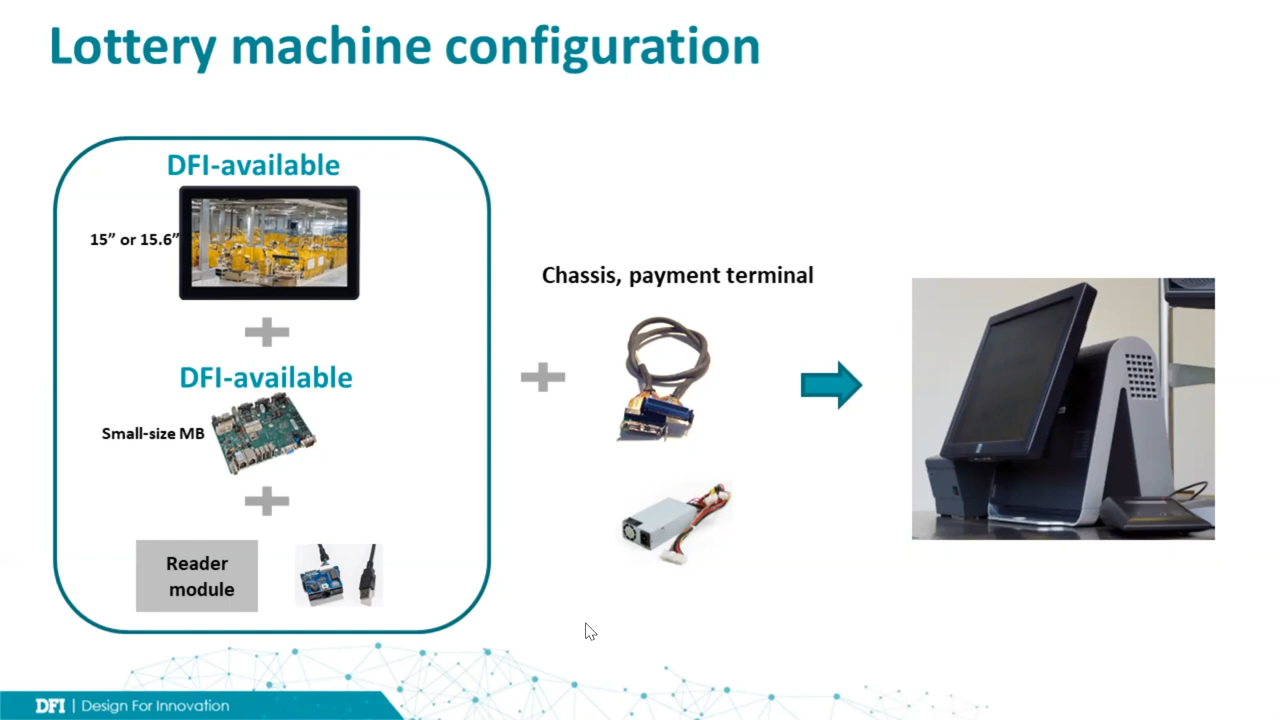 Lottery machine configuration
DFI-available
15” or 15.6”
DFI-available
Small-size MB
Reader
module
Chassis, payment terminal
DFI | Design For Innovation